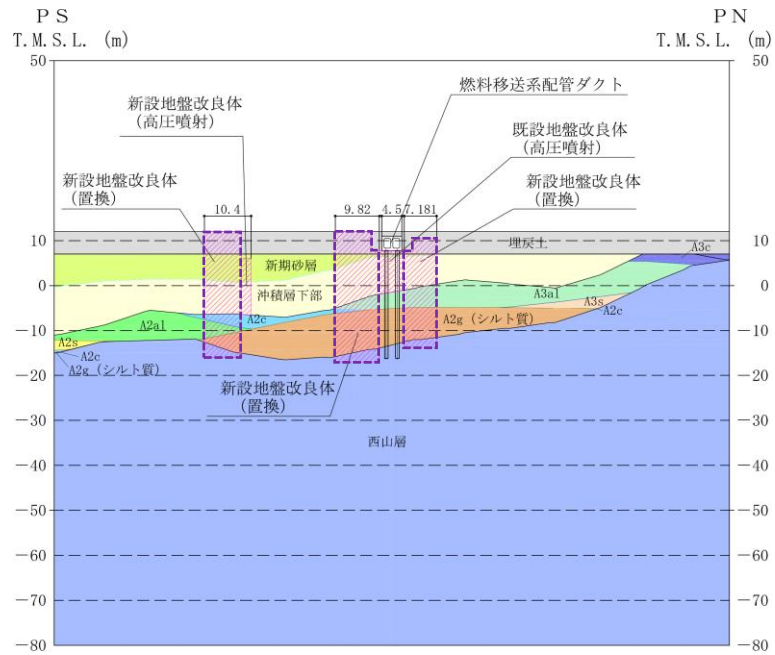 PS
PN
T.M.S.L. (m)
T.M.S.L. (m)
50
50
燃料移送系配管ダクト
新設地盤改良体
(高圧噴射)
既設地盤改良体
(高圧噴射)
新設地盤改良体
(置換)
新設地盤改良体
(置換)
10.4
9.82
4.5
7.181
10
埋戻土
A3c
10
新期砂層
0
沖積層下部
A3a1
0
A3s
A2c
A2a1
A2c
A2g (シルト質)
-10
-10
A2s
A2c
A2g (シルト質)
-20
-20
新設地盤改良体
(置換)
-30
-30
西山層
-40
-40
-50
-50
-60
-60
-70
-70
-80
-80